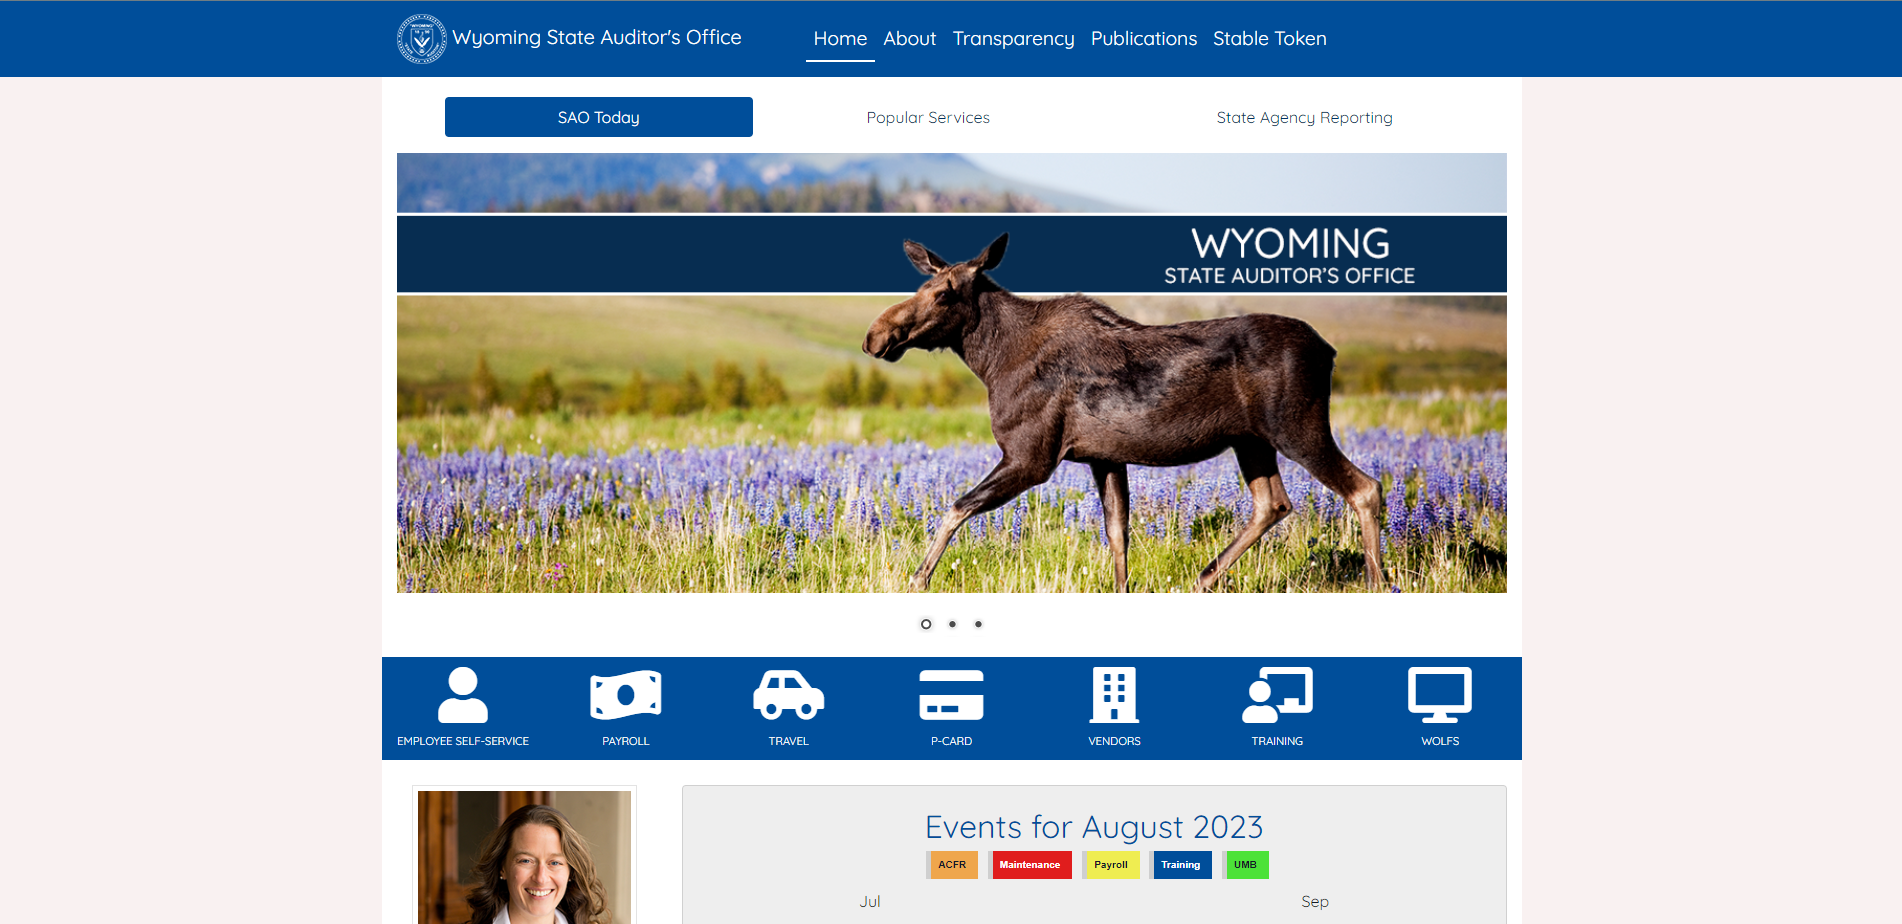 Wyoming State Auditor's Office
Home About Transparency Publications Stable Token
SAO Today Popular Services State Agency Reporting
WYOMING
STATE AUDITOR'S OFFICE
EMPLOYEE SELF-SERVICE PAYROLL TRAVEL P-CARD VENDORS TRAINING WOLFS
Events for August 2023
ACFR Maintenance Payroll Training UMB
Jul Sep